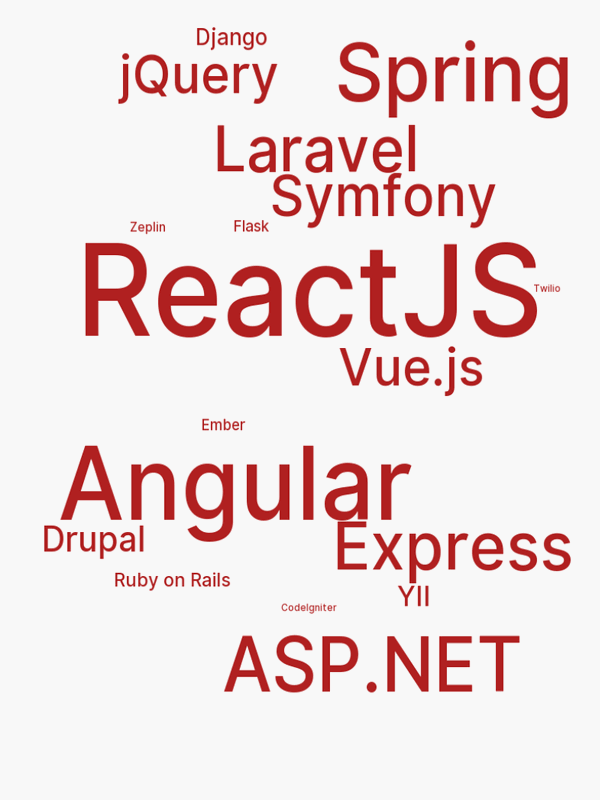 Django
jQuery
Spring
Laravel
Symfony
Zeplin
Flask
ReactJS
Twilio
Vue.js
Ember
Angular
Drupal
Express
Ruby on Rails
YII
CodeIgniter
ASP.NET